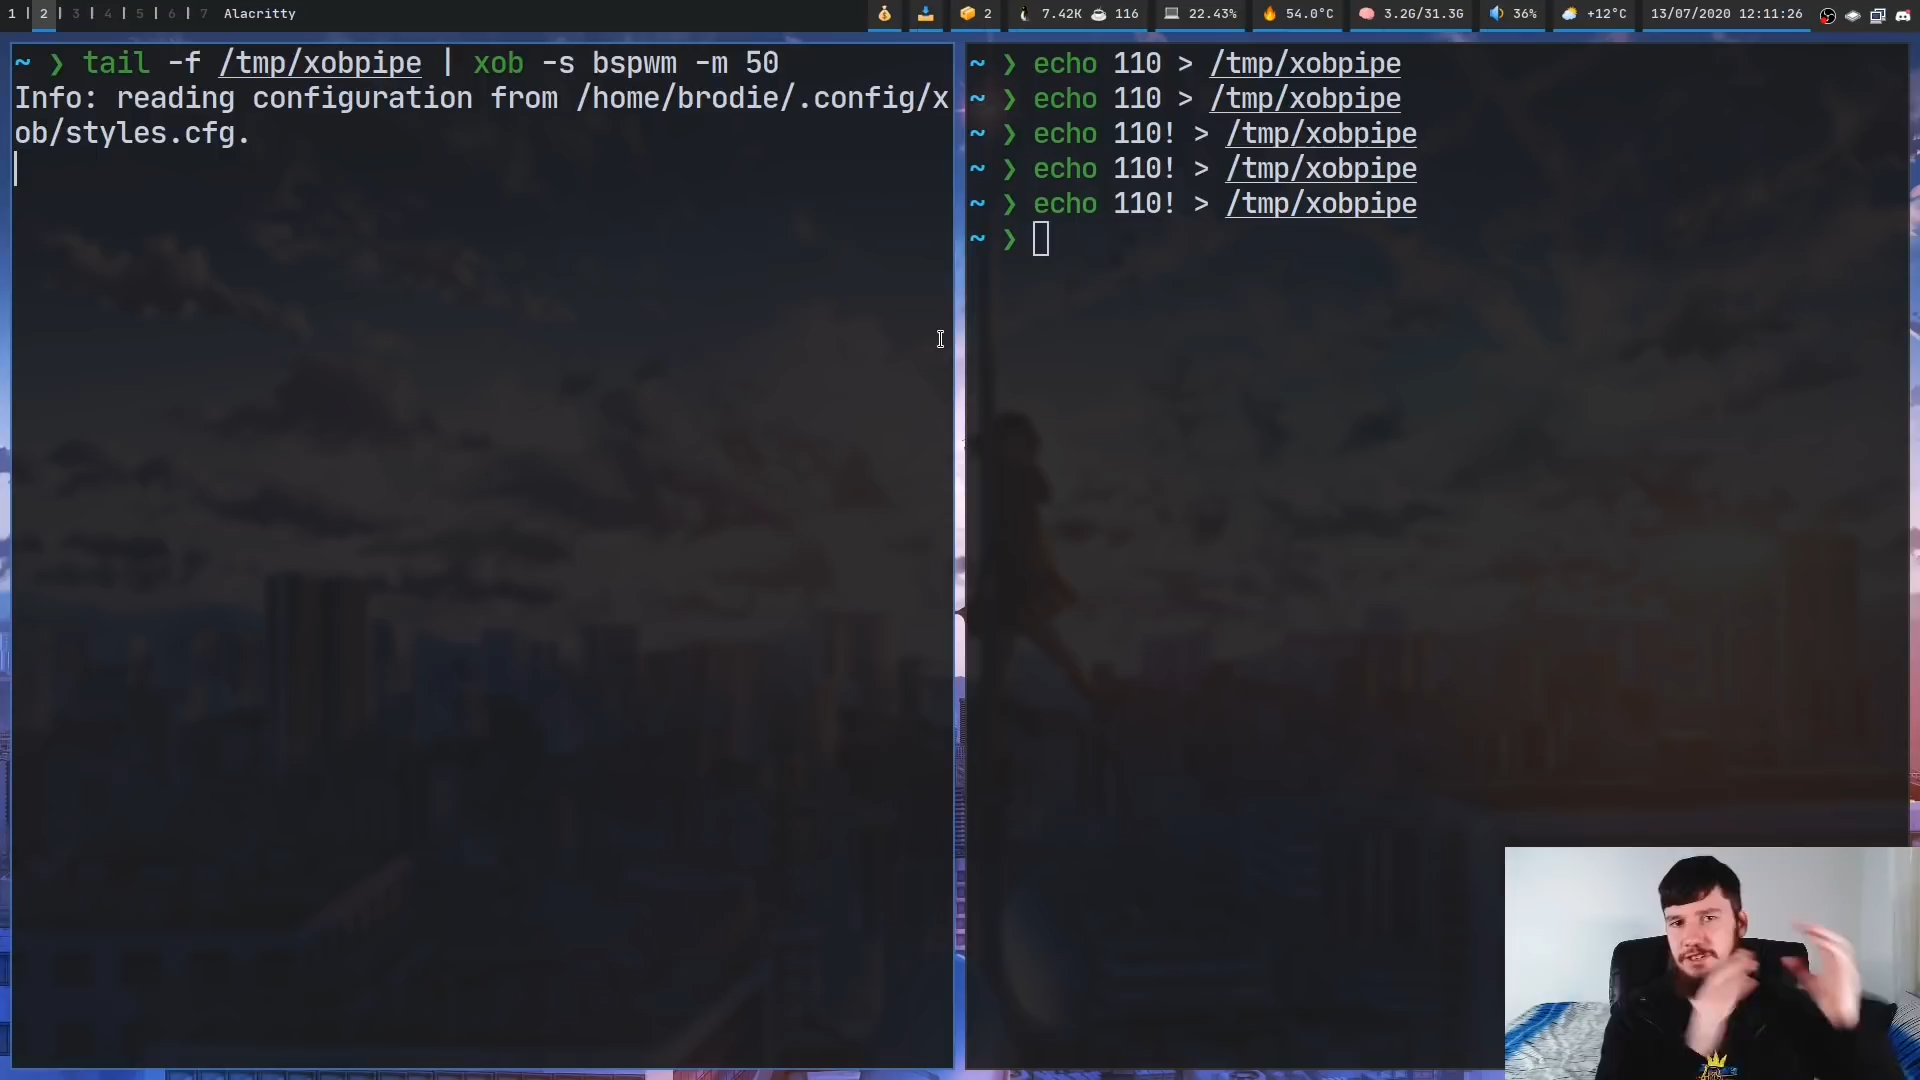 1 | 2 | 3 | 4 | 5 | 6 | 7 Alacritty
2 7.42K 116 22.43% 54.0°C 3.2G/31.3G 36% +12°C 13/07/2020 12:11:26
~ ❯ tail -f /tmp/xobpipe | xob -s bspwm -m 50
Info: reading configuration from /home/brodie/.config/x
ob/styles.cfg.
~ ❯ echo 110 > /tmp/xobpipe
~ ❯ echo 110 > /tmp/xobpipe
~ ❯ echo 110! > /tmp/xobpipe
~ ❯ echo 110! > /tmp/xobpipe
~ ❯ echo 110! > /tmp/xobpipe
~ ❯